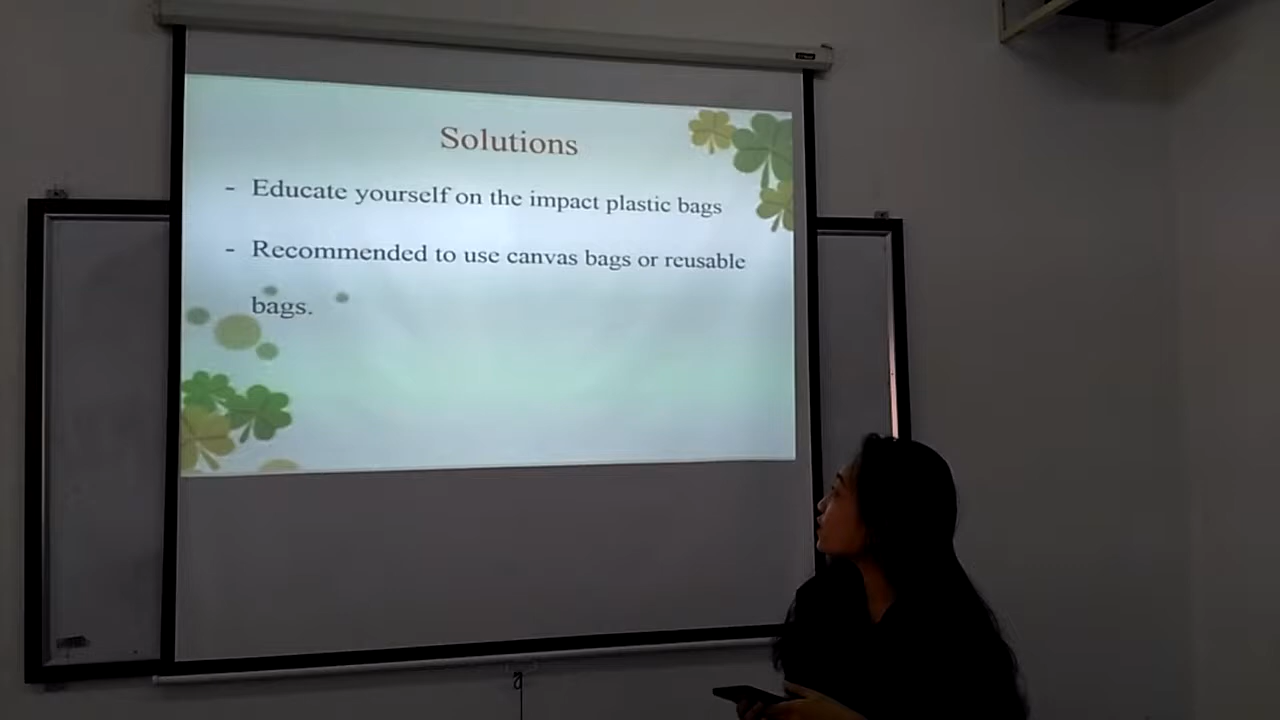 Solutions
- Educate yourself on the impact plastic bags
- Recommended to use canvas bags or reusable
bags.